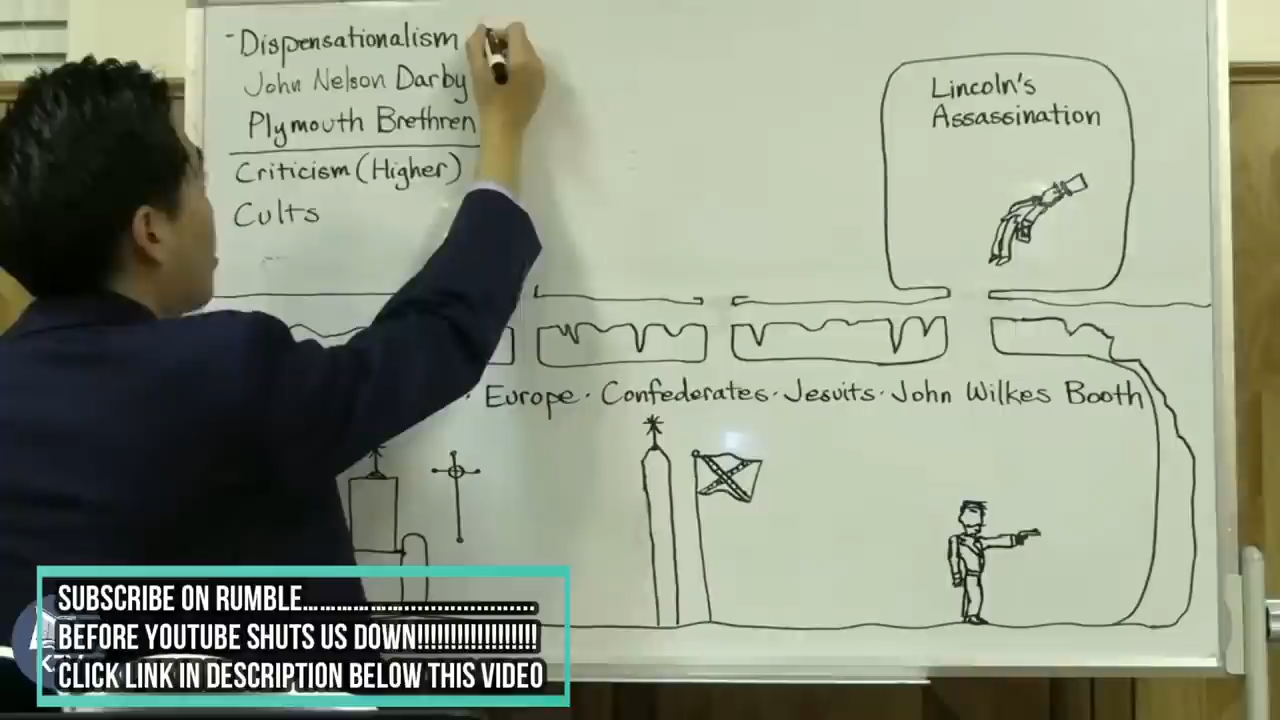 - Dispensationalism
John Nelson Darby
Plymouth Brethren
Criticism (Higher)
Cults
Lincoln's
Assassination
· Europe · Confederates · Jesuits · John Wilkes Booth
SUBSCRIBE ON RUMBLE.......................................
BEFORE YOUTUBE SHUTS US DOWN!!!!!!!!!!!!!!!!!!!
CLICK LINK IN DESCRIPTION BELOW THIS VIDEO